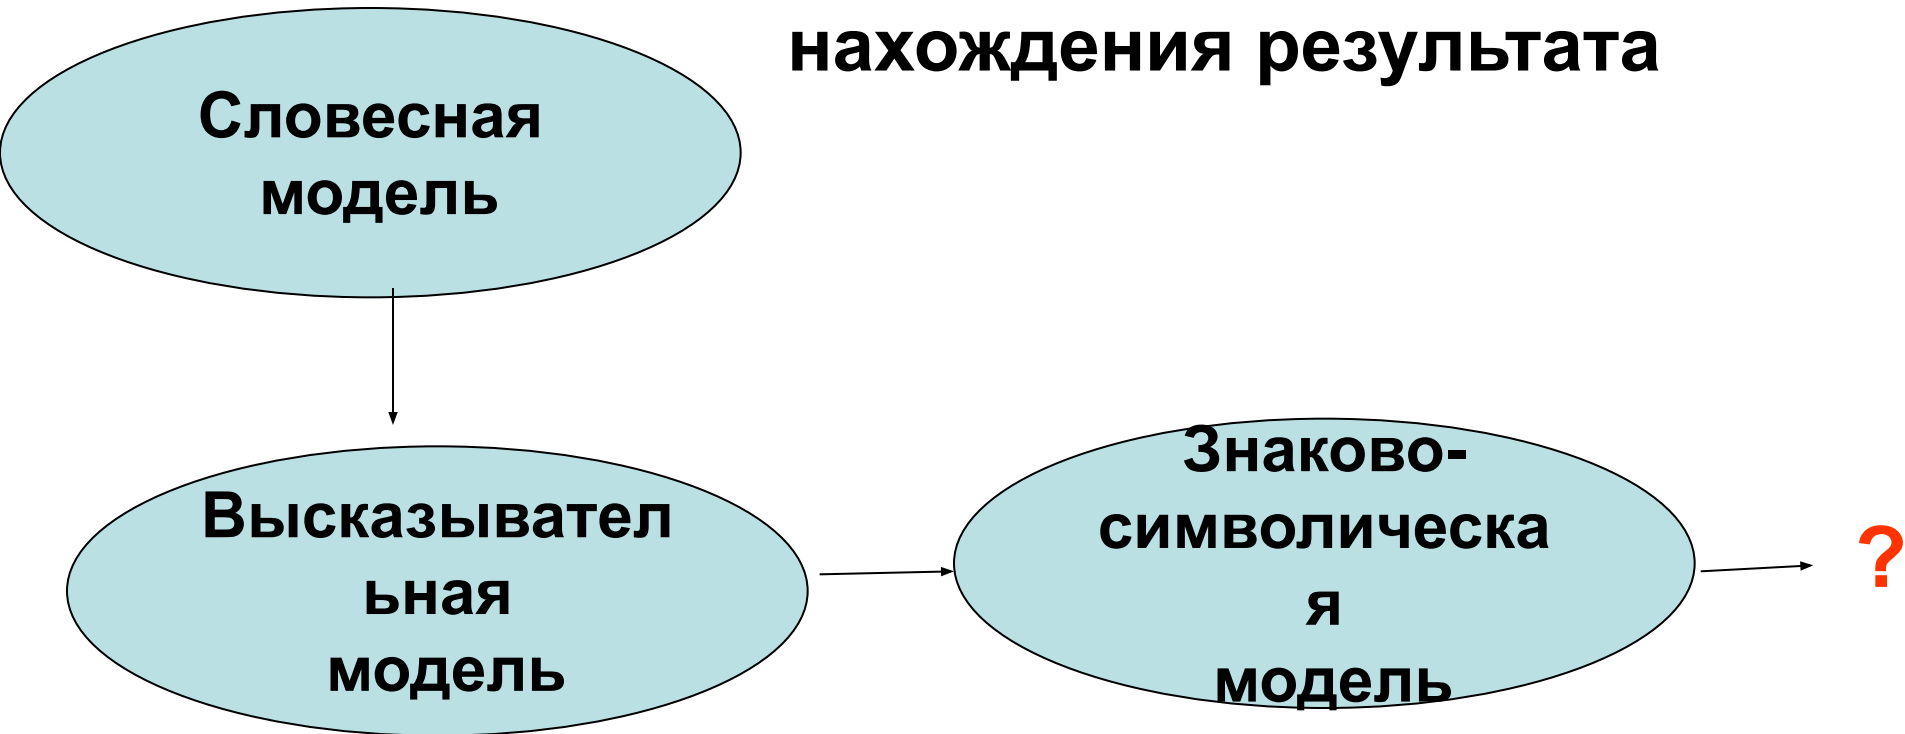 нахождения результата
Словесная
модель
Высказывател
ьная
модель
Знаково-
символическа
я
модель
?